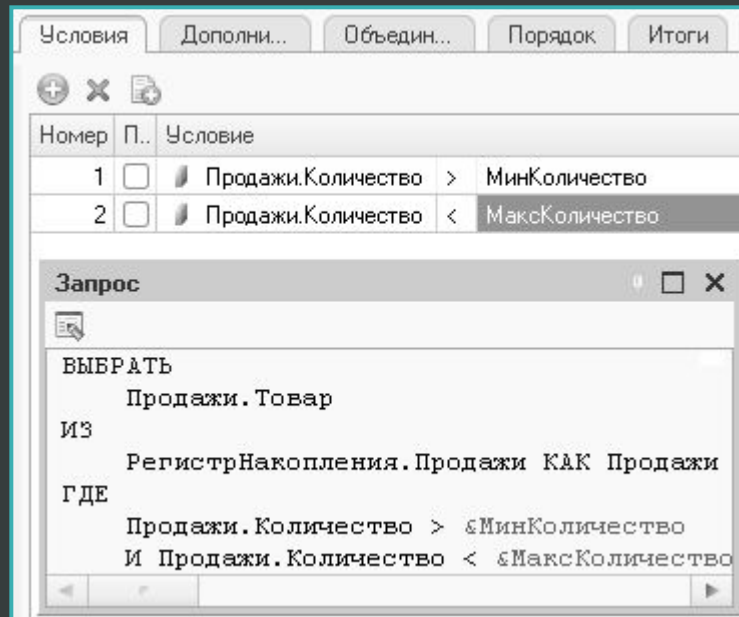 Условия Дополни... Объедин... Порядок Итоги
Номер П.. Условие
1 Продажи.Количество > МинКоличество
2 Продажи.Количество < МаксКоличество
Запрос
ВЫБРАТЬ
Продажи.Товар
ИЗ
РегистрНакопления.Продажи КАК Продажи
ГДЕ
Продажи.Количество > &МинКоличество
И Продажи.Количество < &МаксКоличество